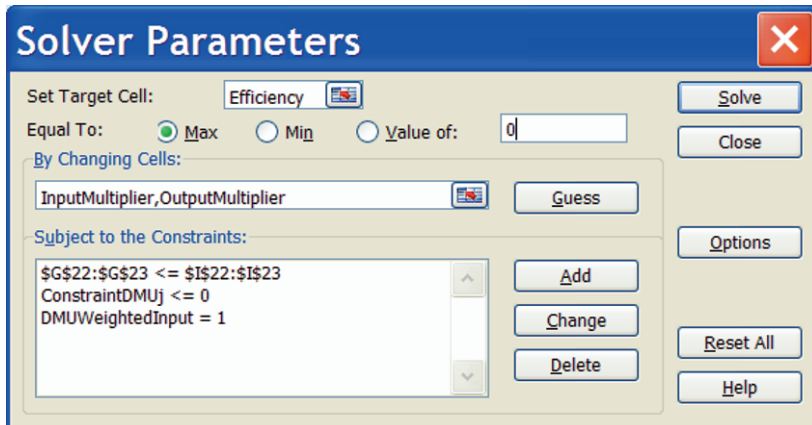 Solver Parameters
Set Target Cell: Efficiency
Solve
Equal To: Max Min Value of: 0
Close
By Changing Cells:
InputMultiplier,OutputMultiplier
Guess
Subject to the Constraints:
Options
$G$22:$G$23 <= $I$22:$I$23
ConstraintDMUj <= 0
DMUWeightedInput = 1
Add
Change
Delete
Reset All
Help